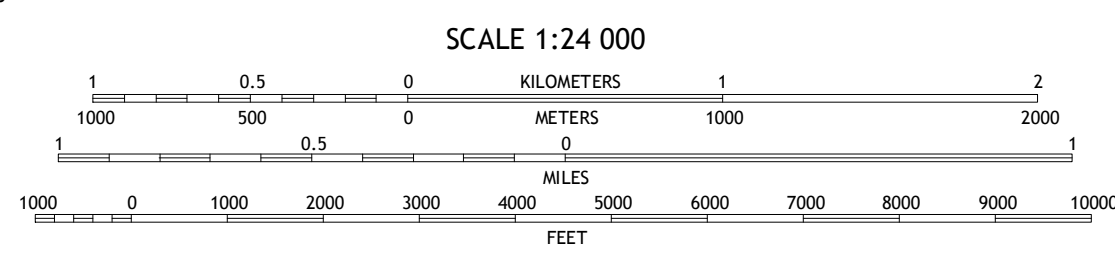 SCALE 1:24 000
1 0.5 0 KILOMETERS 1 2
1000 500 0 METERS 1000 2000
1 0.5 0 1
MILES
1000 0 1000 2000 3000 4000 5000 6000 7000 8000 9000 10000
FEET